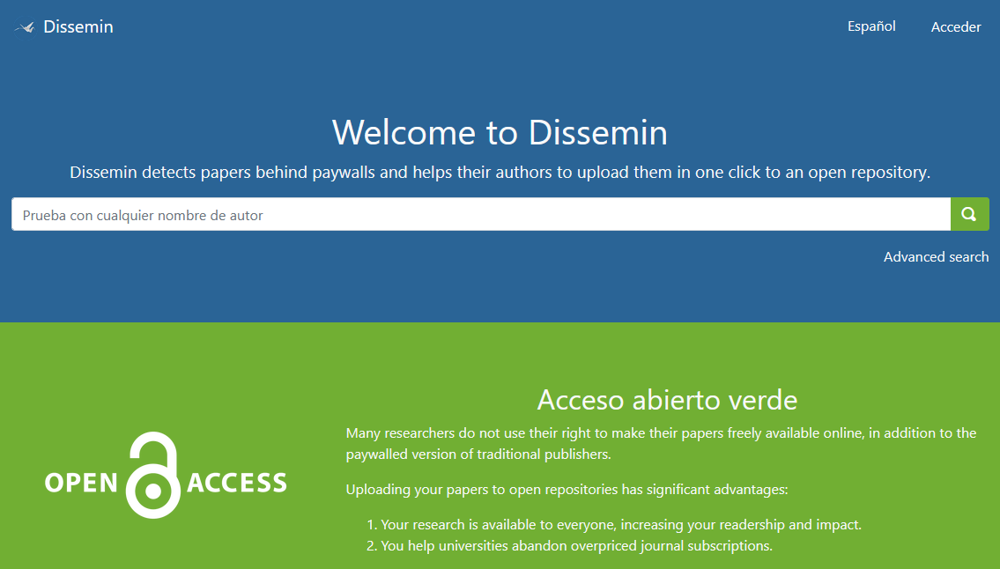 Dissemin
Español
Acceder
Welcome to Dissemin
Dissemin detects papers behind paywalls and helps their authors to upload them in one click to an open repository.
Prueba con cualquier nombre de autor
Advanced search
Acceso abierto verde
OPEN ACCESS
Many researchers do not use their right to make their papers freely available online, in addition to the
paywalled version of traditional publishers.
Uploading your papers to open repositories has significant advantages:
1. Your research is available to everyone, increasing your readership and impact.
2. You help universities abandon overpriced journal subscriptions.